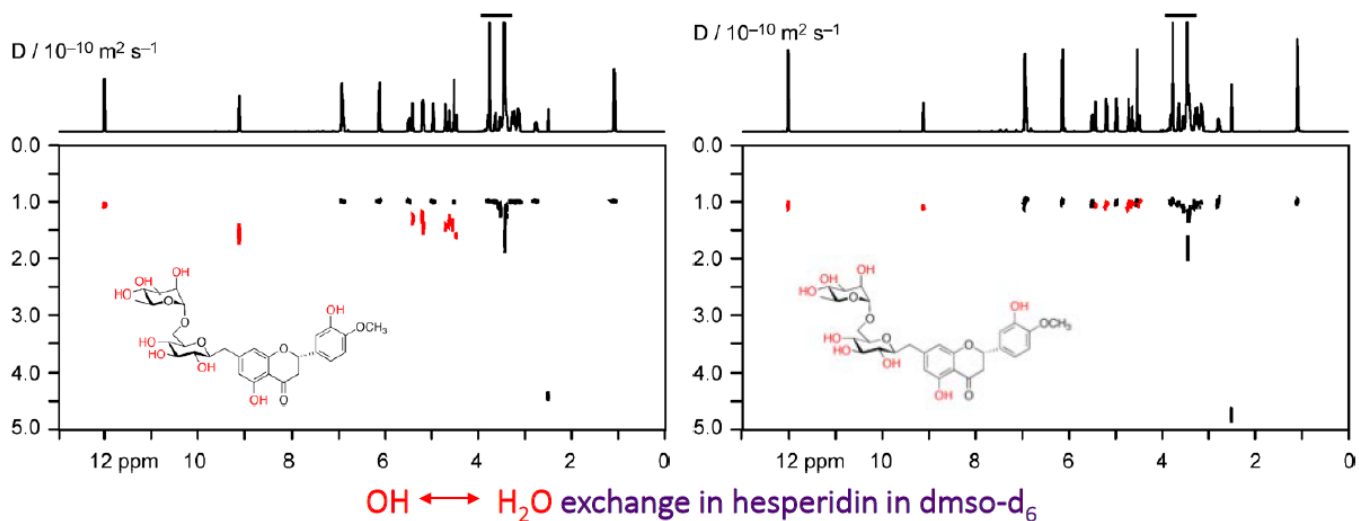 D / 10⁻¹⁰ m² s⁻¹
0.0
1.0
2.0
3.0
4.0
5.0
12 ppm 10 8 6 4 2 0
OH
OH
HO
O
O
HO
HO
O
OH
OH
O
OCH₃
OH
O
D / 10⁻¹⁰ m² s⁻¹
0.0
1.0
2.0
3.0
4.0
5.0
12 ppm 10 8 6 4 2 0
OH
OH
HO
O
O
HO
HO
O
OH
OH
O
OCH₃
OH
O
OH ⟷ H₂O exchange in hesperidin in dmso-d₆